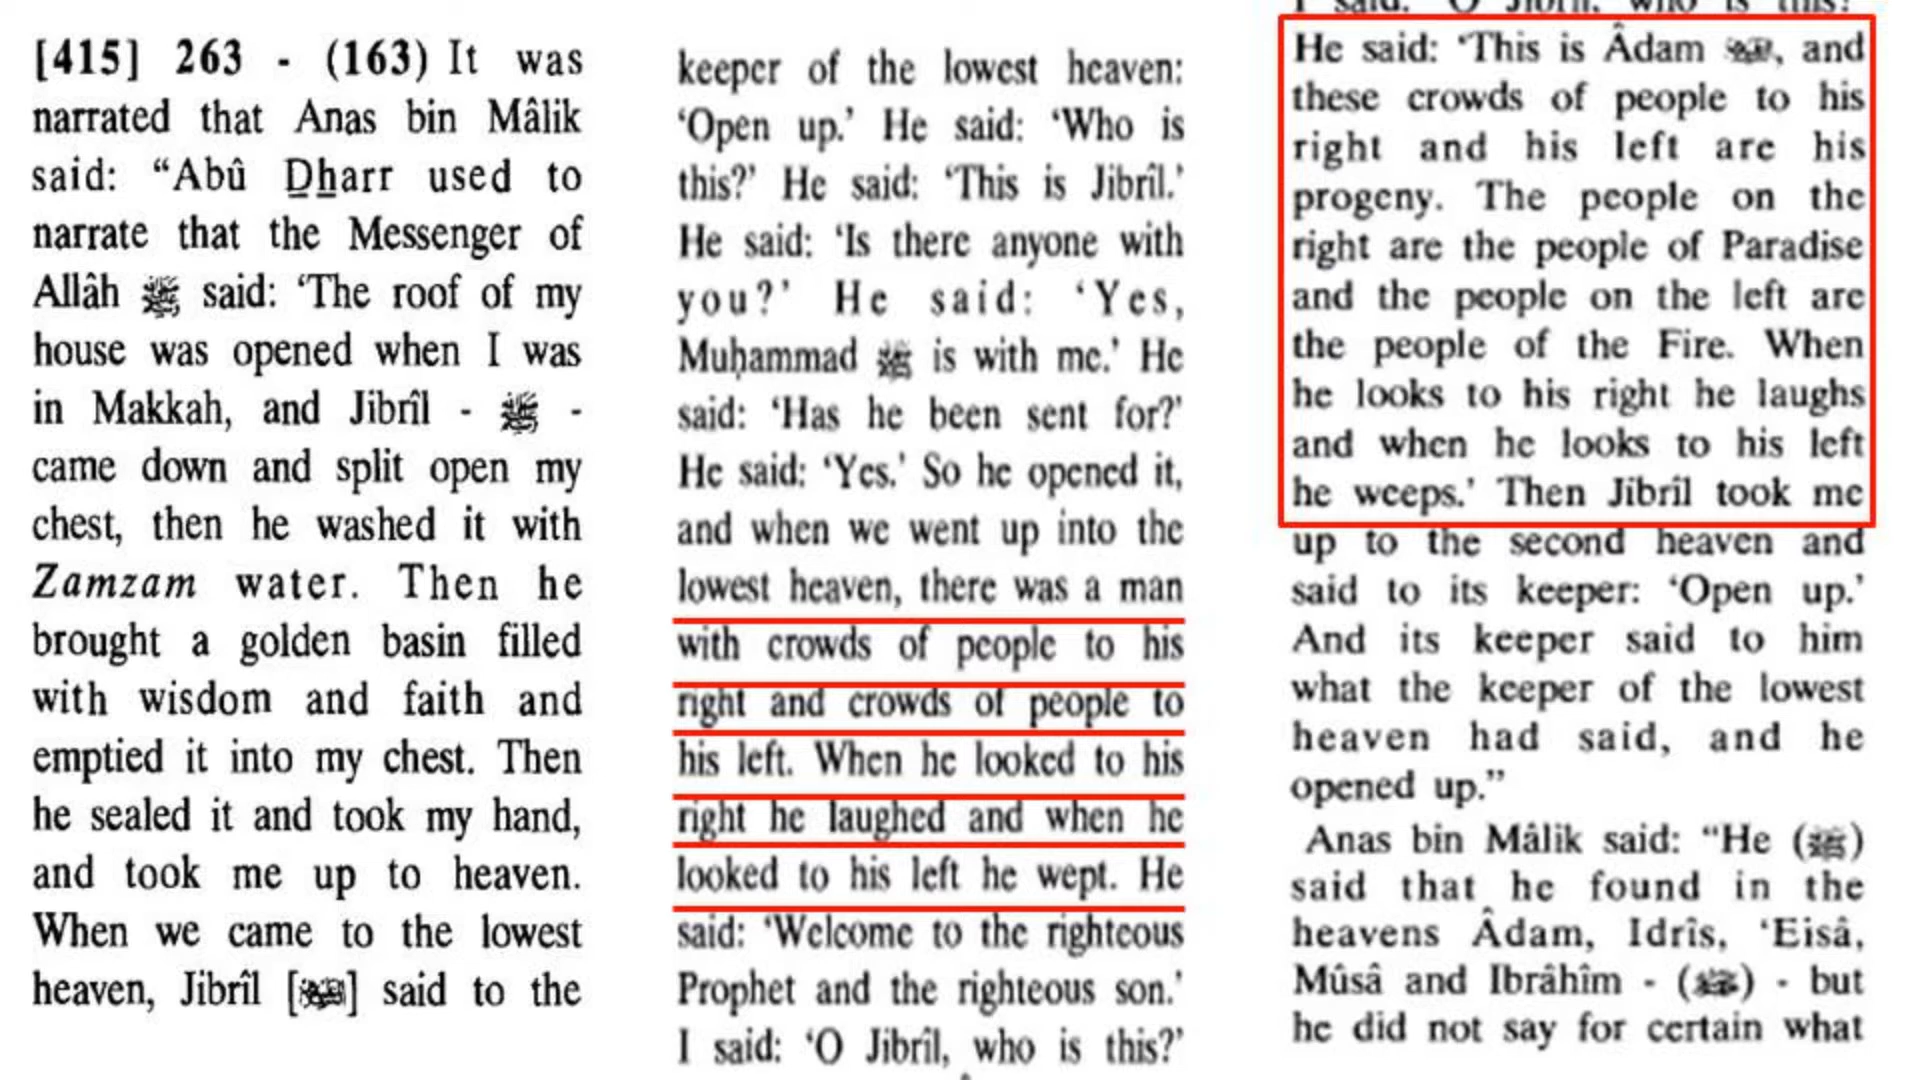 [415] 263 - (163) It was
narrated that Anas bin Mâlik
said: “Abû Dharr used to
narrate that the Messenger of
Allâh ﷺ said: ‘The roof of my
house was opened when I was
in Makkah, and Jibrîl - ﷺ -
came down and split open my
chest, then he washed it with
Zamzam water. Then he
brought a golden basin filled
with wisdom and faith and
emptied it into my chest. Then
he sealed it and took my hand,
and took me up to heaven.
When we came to the lowest
heaven, Jibrîl [] said to the
keeper of the lowest heaven:
‘Open up.’ He said: ‘Who is
this?’ He said: ‘This is Jibrîl.’
He said: ‘Is there anyone with
you?’ He said: ‘Yes,
Muḥammad ﷺ is with me.’ He
said: ‘Has he been sent for?’
He said: ‘Yes.’ So he opened it,
and when we went up into the
lowest heaven, there was a man
with crowds of people to his
right and crowds of people to
his left. When he looked to his
right he laughed and when he
looked to his left he wept. He
said: ‘Welcome to the righteous
Prophet and the righteous son.’
I said: ‘O Jibrîl, who is this?’
I said: ‘O Jibrîl, who is this?’
He said: ‘This is Âdam , and
these crowds of people to his
right and his left are his
progeny. The people on the
right are the people of Paradise
and the people on the left are
the people of the Fire. When
he looks to his right he laughs
and when he looks to his left
he weeps.’ Then Jibrîl took me
up to the second heaven and
said to its keeper: ‘Open up.’
And its keeper said to him
what the keeper of the lowest
heaven had said, and he
opened up.”
Anas bin Mâlik said: “He (ﷺ)
said that he found in the
heavens Âdam, Idrîs, ‘Eisâ,
Mûsâ and Ibrâhîm - () - but
he did not say for certain what